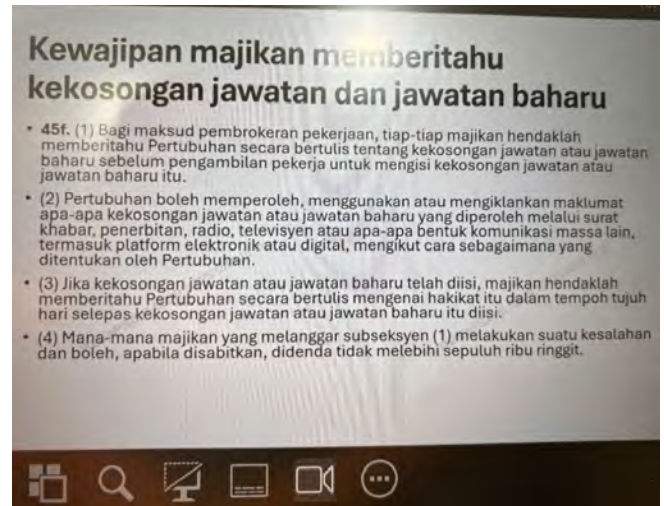 Kewajipan majikan memberitahu
kekosongan jawatan dan jawatan baharu
• 45f. (1) Bagi maksud pembrokeran pekerjaan, tiap-tiap majikan hendaklah
memberitahu Pertubuhan secara bertulis tentang kekosongan jawatan atau jawatan
baharu sebelum pengambilan pekerja untuk mengisi kekosongan jawatan atau
jawatan baharu itu.
• (2) Pertubuhan boleh memperoleh, menggunakan atau mengiklankan maklumat
apa-apa kekosongan jawatan atau jawatan baharu yang diperoleh melalui surat
khabar, penerbitan, radio, televisyen atau apa-apa bentuk komunikasi massa lain,
termasuk platform elektronik atau digital, mengikut cara sebagaimana yang
ditentukan oleh Pertubuhan.
• (3) Jika kekosongan jawatan atau jawatan baharu telah diisi, majikan hendaklah
memberitahu Pertubuhan secara bertulis mengenai hakikat itu dalam tempoh tujuh
hari selepas kekosongan jawatan atau jawatan baharu itu diisi.
• (4) Mana-mana majikan yang melanggar subseksyen (1) melakukan suatu kesalahan
dan boleh, apabila disabitkan, didenda tidak melebihi sepuluh ribu ringgit.